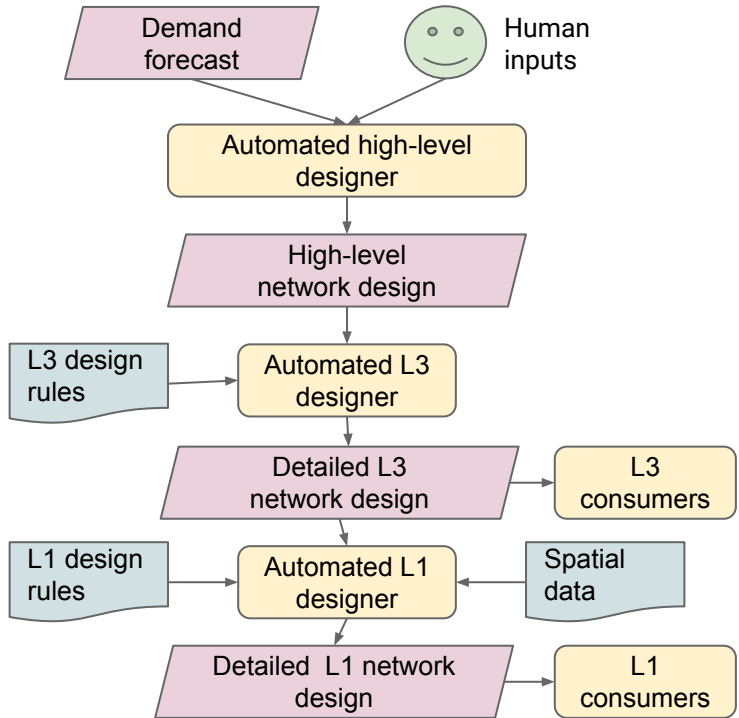 Demand
forecast
Human
inputs
Automated high-level
designer
High-level
network design
L3 design
rules
Automated L3
designer
Detailed L3
network design
L3
consumers
L1 design
rules
Automated L1
designer
Spatial
data
Detailed  L1 network
design
L1
consumers